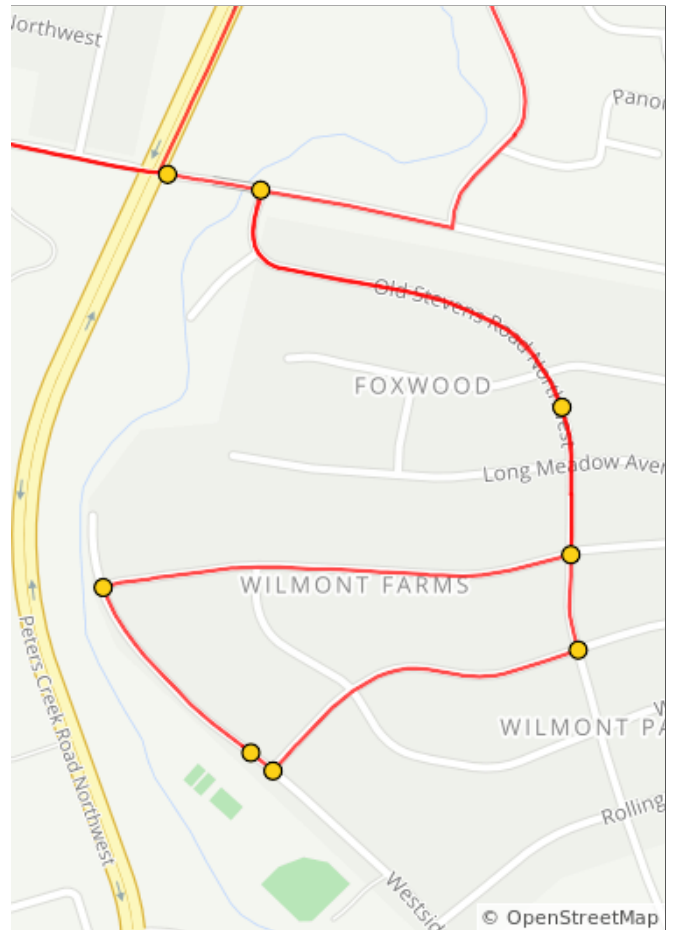 Northwest
Panor
Old Stevens Road Northwest
FOXWOOD
Long Meadow Aven
WILMONT FARMS
Peters Creek Road Northwest
W
WILMONT PA
Rolling
Westsid
© OpenStreetMap